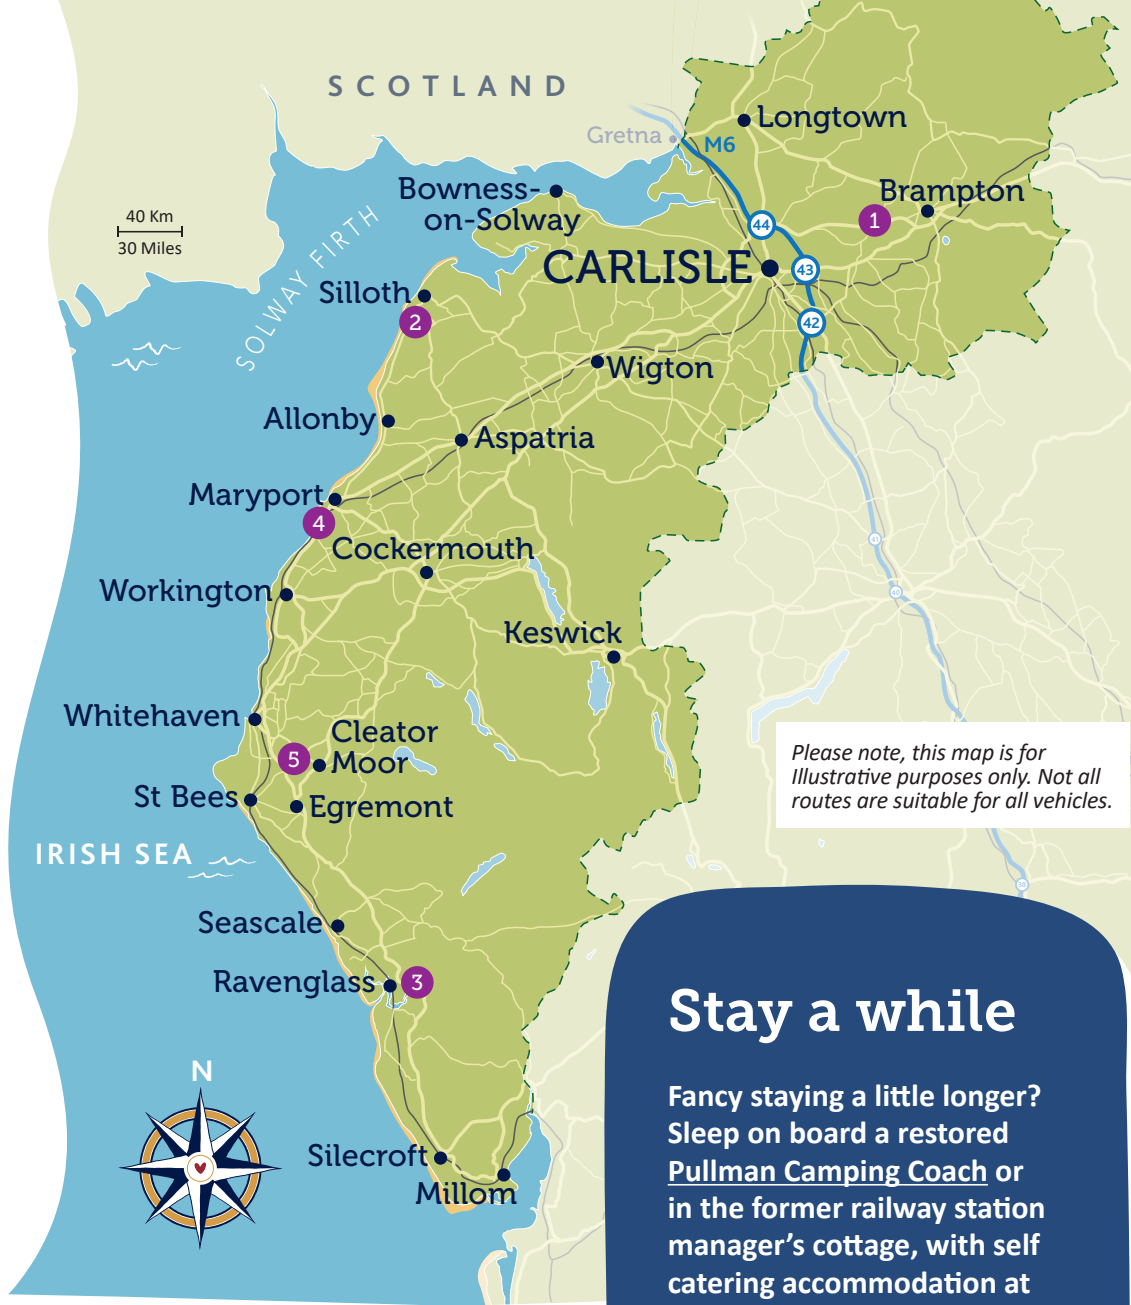 SCOTLAND
Longtown
Gretna
M6
Bowness-
on-Solway
Brampton
1
44
40 Km
30 Miles
SOLWAY FIRTH
CARLISLE
43
Silloth
2
42
Wigton
Allonby
Aspatria
Maryport
4
Cockermouth
41
Workington
40
Keswick
Whitehaven
Cleator
Moor
5
St Bees
Egremont
Please note, this map is for
Illustrative purposes only. Not all
routes are suitable for all vehicles.
IRISH SEA
Seascale
Ravenglass
3
N
Silecroft
Millom
Stay a while
Fancy staying a little longer?
Sleep on board a restored
Pullman Camping Coach or
in the former railway station
manager’s cottage, with self
catering accommodation at